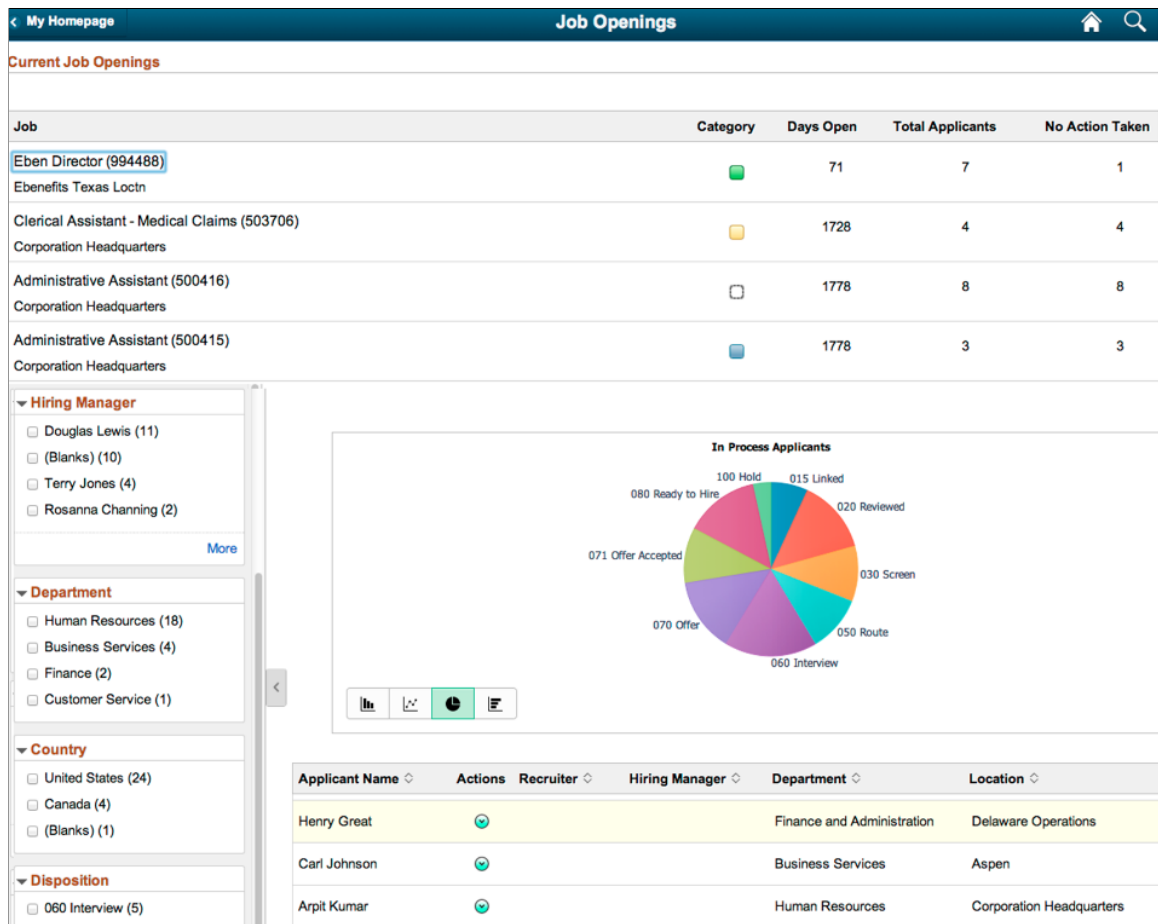 My Homepage
Job Openings
Current Job Openings
Job Category Days Open Total Applicants No Action Taken
Eben Director (994488) 71 7 1
Ebenefits Texas Loctn
Clerical Assistant - Medical Claims (503706) 1728 4 4
Corporation Headquarters
Administrative Assistant (500416) 1778 8 8
Corporation Headquarters
Administrative Assistant (500415) 1778 3 3
Corporation Headquarters
Hiring Manager
Douglas Lewis (11)
(Blanks) (10)
Terry Jones (4)
Rosanna Channing (2)
More
Department
Human Resources (18)
Business Services (4)
Finance (2)
Customer Service (1)
Country
United States (24)
Canada (4)
(Blanks) (1)
Disposition
060 Interview (5)
In Process Applicants
100 Hold
015 Linked
080 Ready to Hire
020 Reviewed
071 Offer Accepted
030 Screen
070 Offer
050 Route
060 Interview
Applicant Name Actions Recruiter Hiring Manager Department Location
Henry Great Finance and Administration Delaware Operations
Carl Johnson Business Services Aspen
Arpit Kumar Human Resources Corporation Headquarters